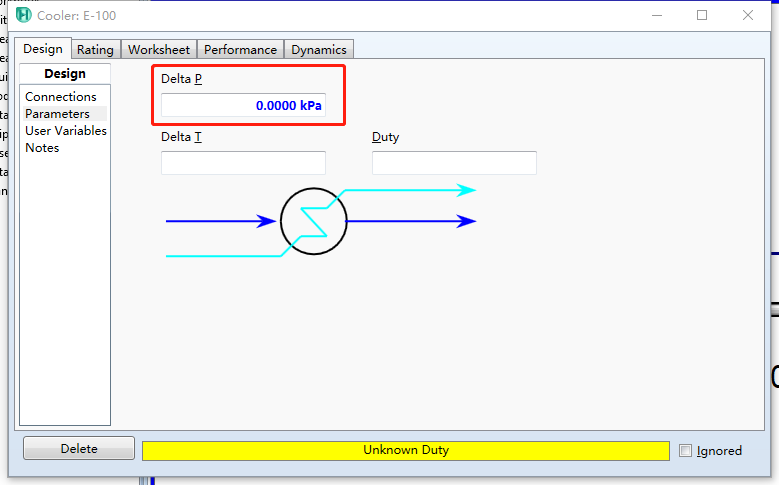 Cooler: E-100
Design Rating Worksheet Performance Dynamics
Design
Connections
Parameters
User Variables
Notes
Delta P
0.0000 kPa
Delta T Duty
Delete
Unknown Duty
Ignored